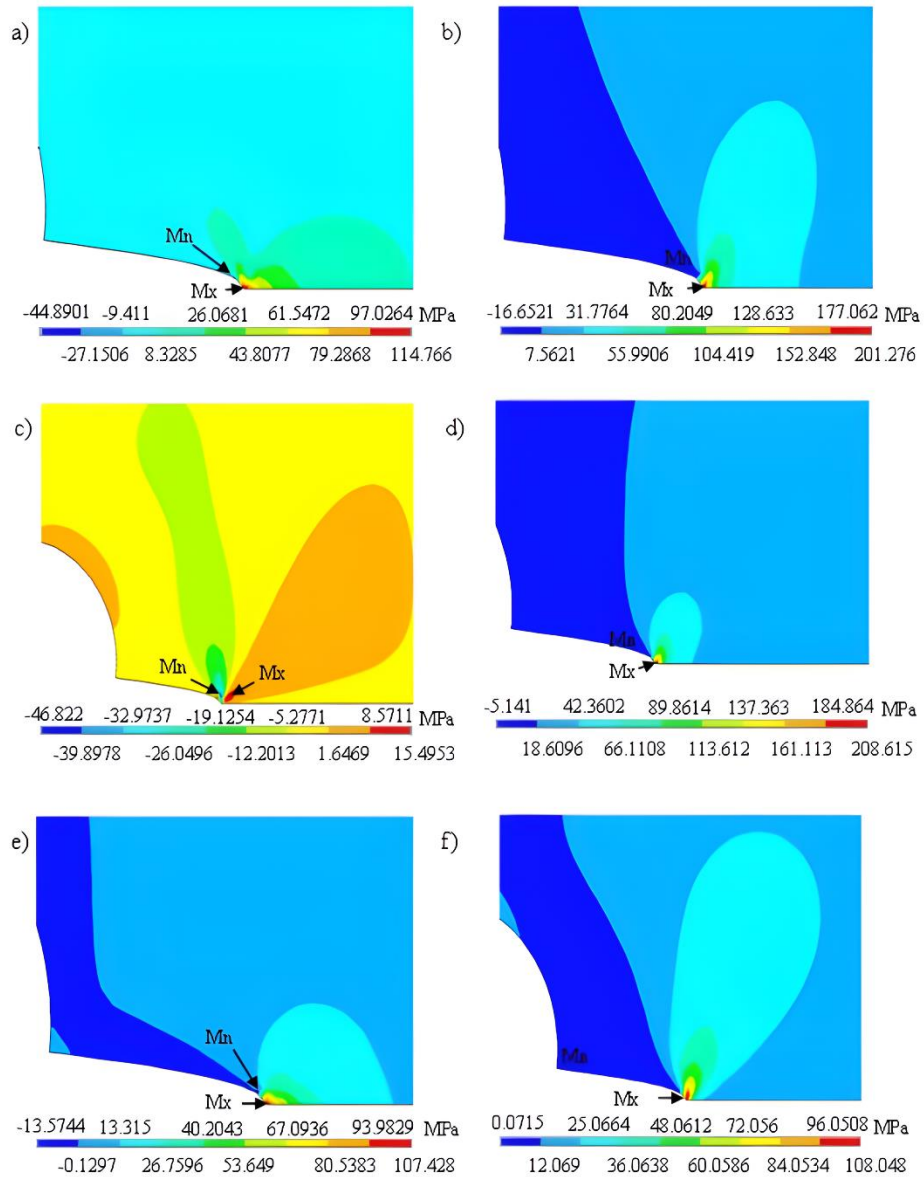 a)
Mn
Mx
-44.8901 -9.411 26.0681 61.5472 97.0264 MPa
-27.1506 8.3285 43.8077 79.2868 114.766
b)
Mn
Mx
-16.6521 31.7764 80.2049 128.633 177.062 MPa
7.5621 55.9906 104.419 152.848 201.276
c)
Mn Mx
-46.822 -32.9737 -19.1254 -5.2771 8.5711 MPa
-39.8978 -26.0496 -12.2013 1.6469 15.4953
d)
Mn
Mx
-5.141 42.3602 89.8614 137.363 184.864 MPa
18.6096 66.1108 113.612 161.113 208.615
e)
Mn
Mx
-13.5744 13.315 40.2043 67.0936 93.9829 MPa
-0.1297 26.7596 53.649 80.5383 107.428
f)
Mn
Mx
0.0715 25.0664 48.0612 72.056 96.0508 MPa
12.069 36.0638 60.0586 84.0534 108.048